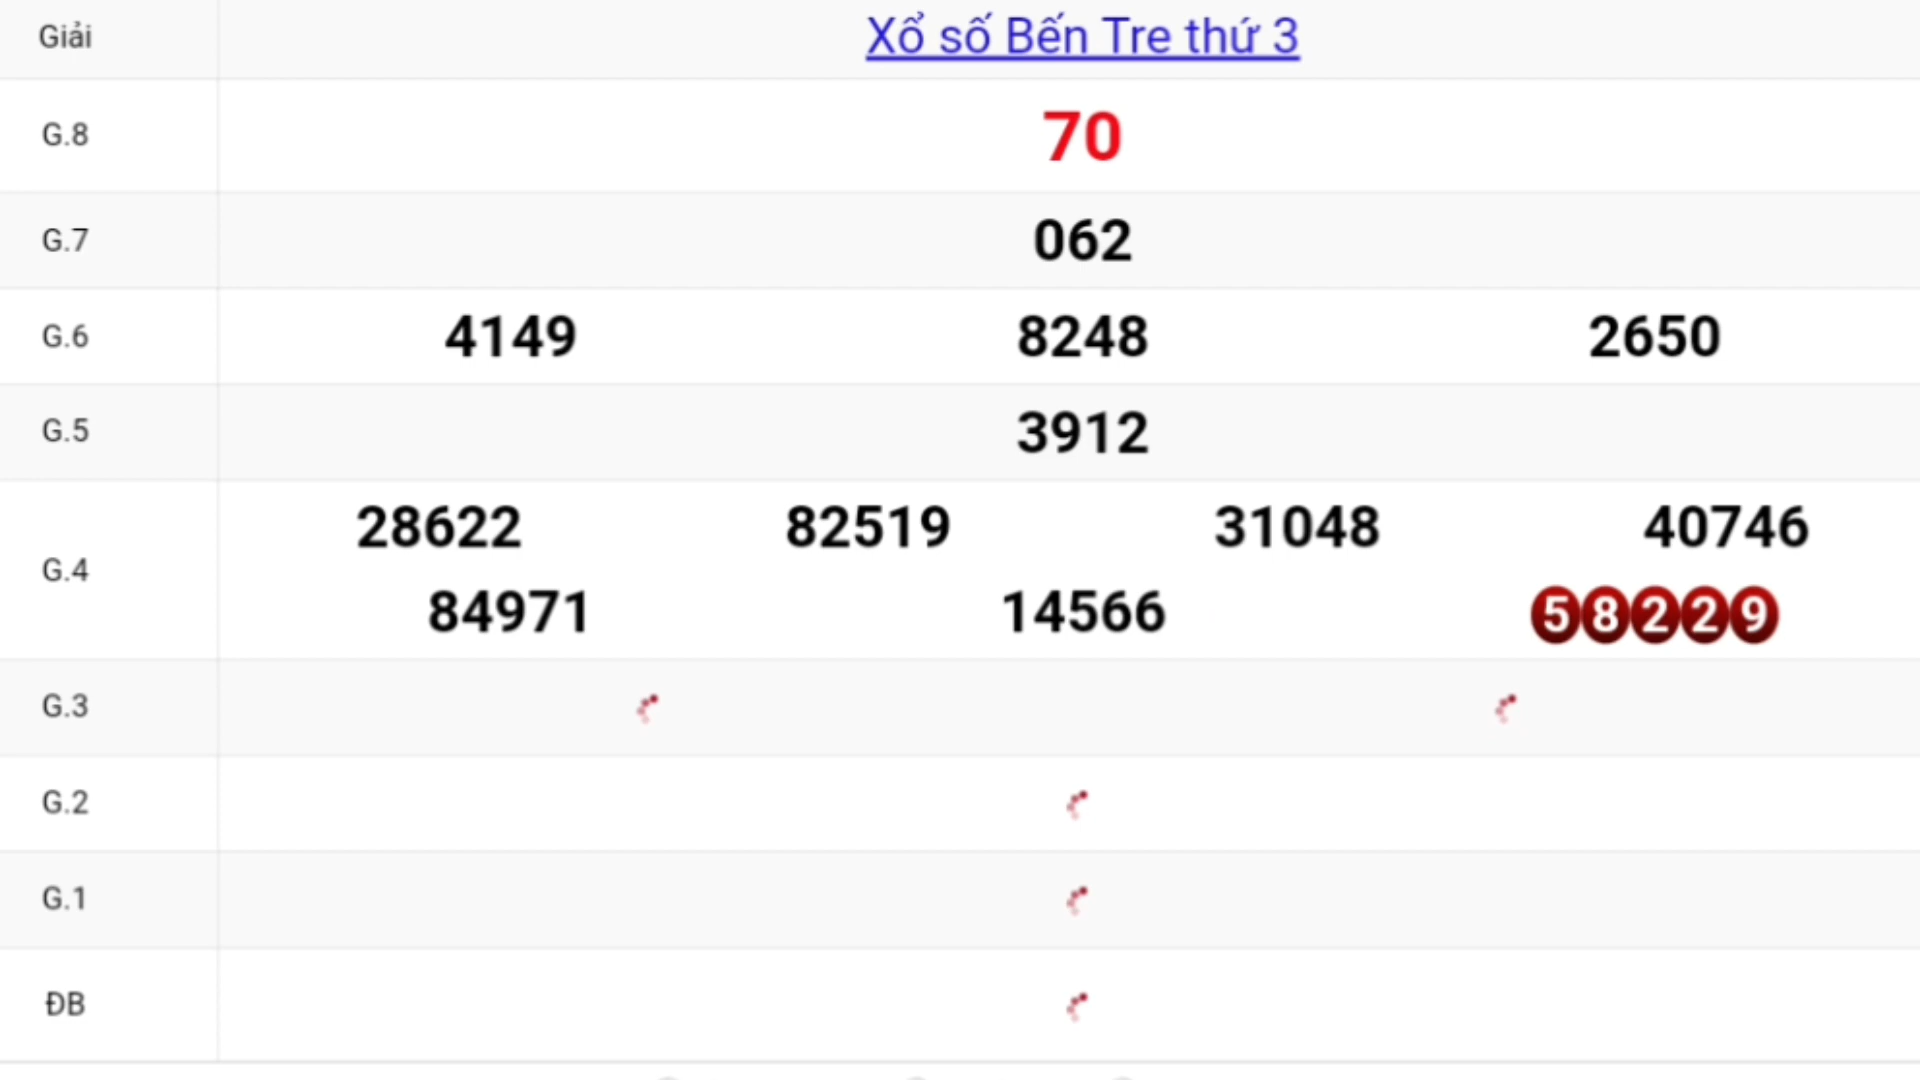 Giải Xổ số Bến Tre thứ 3
G.8 70
G.7 062
G.6 4149 8248 2650
G.5 3912
G.4 28622 82519 31048 40746
84971 14566 58229
G.3
G.2
G.1
ĐB